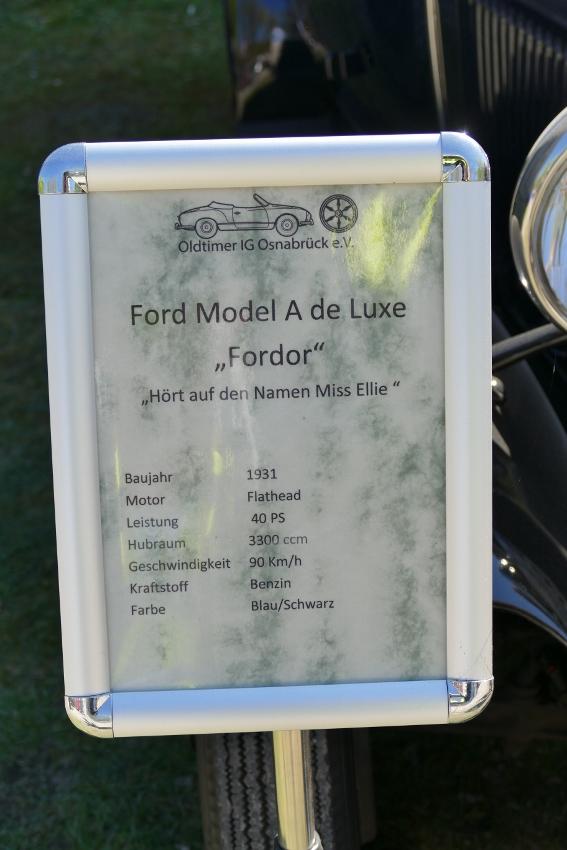 Oldtimer IG Osnabrück e.V.
Ford Model A de Luxe
„Fordor“
„Hört auf den Namen Miss Ellie “
Baujahr 1931
Motor Flathead
Leistung 40 PS
Hubraum 3300 ccm
Geschwindigkeit 90 Km/h
Kraftstoff Benzin
Farbe Blau/Schwarz